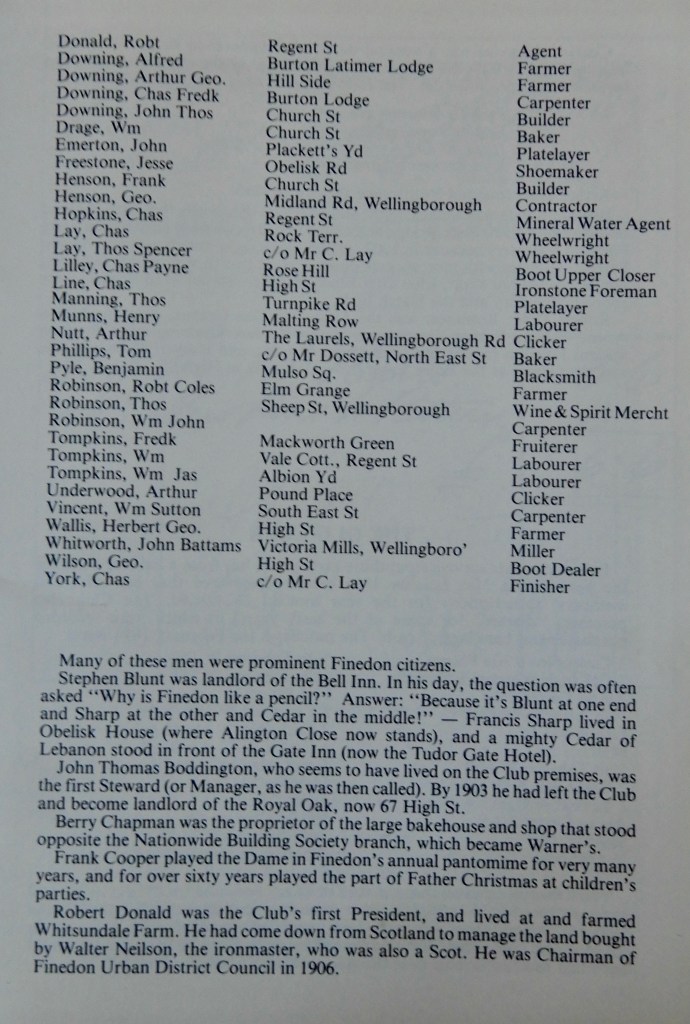 Donald, Robt Regent St Agent
Downing, Alfred Burton Latimer Lodge Farmer
Downing, Arthur Geo. Hill Side Farmer
Downing, Chas Fredk Burton Lodge Carpenter
Downing, John Thos Church St Builder
Drage, Wm Church St Baker
Emerton, John Plackett's Yd Platelayer
Freestone, Jesse Obelisk Rd Shoemaker
Henson, Frank Church St Builder
Henson, Geo. Midland Rd, Wellingborough Contractor
Hopkins, Chas Regent St Mineral Water Agent
Lay, Chas Rock Terr. Wheelwright
Lay, Thos Spencer c/o Mr C. Lay Wheelwright
Lilley, Chas Payne Rose Hill Boot Upper Closer
Line, Chas High St Ironstone Foreman
Manning, Thos Turnpike Rd Platelayer
Munns, Henry Malting Row Labourer
Nutt, Arthur The Laurels, Wellingborough Rd Clicker
Phillips, Tom c/o Mr Dossett, North East St Baker
Pyle, Benjamin Mulso Sq. Blacksmith
Robinson, Robt Coles Elm Grange Farmer
Robinson, Thos Sheep St, Wellingborough Wine & Spirit Mercht
Robinson, Wm John Carpenter
Tompkins, Fredk Mackworth Green Fruiterer
Tompkins, Wm Vale Cott., Regent St Labourer
Tompkins, Wm Jas Albion Yd Labourer
Underwood, Arthur Pound Place Clicker
Vincent, Wm Sutton South East St Carpenter
Wallis, Herbert Geo. High St Farmer
Whitworth, John Battams Victoria Mills, Wellingboro' Miller
Wilson, Geo. High St Boot Dealer
York, Chas c/o Mr C. Lay Finisher
Many of these men were prominent Finedon citizens.
Stephen Blunt was landlord of the Bell Inn. In his day, the question was often
asked "Why is Finedon like a pencil?" Answer: "Because it's Blunt at one end
and Sharp at the other and Cedar in the middle!" — Francis Sharp lived in
Obelisk House (where Alington Close now stands), and a mighty Cedar of
Lebanon stood in front of the Gate Inn (now the Tudor Gate Hotel).
John Thomas Boddington, who seems to have lived on the Club premises, was
the first Steward (or Manager, as he was then called). By 1903 he had left the Club
and become landlord of the Royal Oak, now 67 High St.
Berry Chapman was the proprietor of the large bakehouse and shop that stood
opposite the Nationwide Building Society branch, which became Warner's.
Frank Cooper played the Dame in Finedon's annual pantomime for very many
years, and for over sixty years played the part of Father Christmas at children's
parties.
Robert Donald was the Club's first President, and lived at and farmed
Whitsundale Farm. He had come down from Scotland to manage the land bought
by Walter Neilson, the ironmaster, who was also a Scot. He was Chairman of
Finedon Urban District Council in 1906.